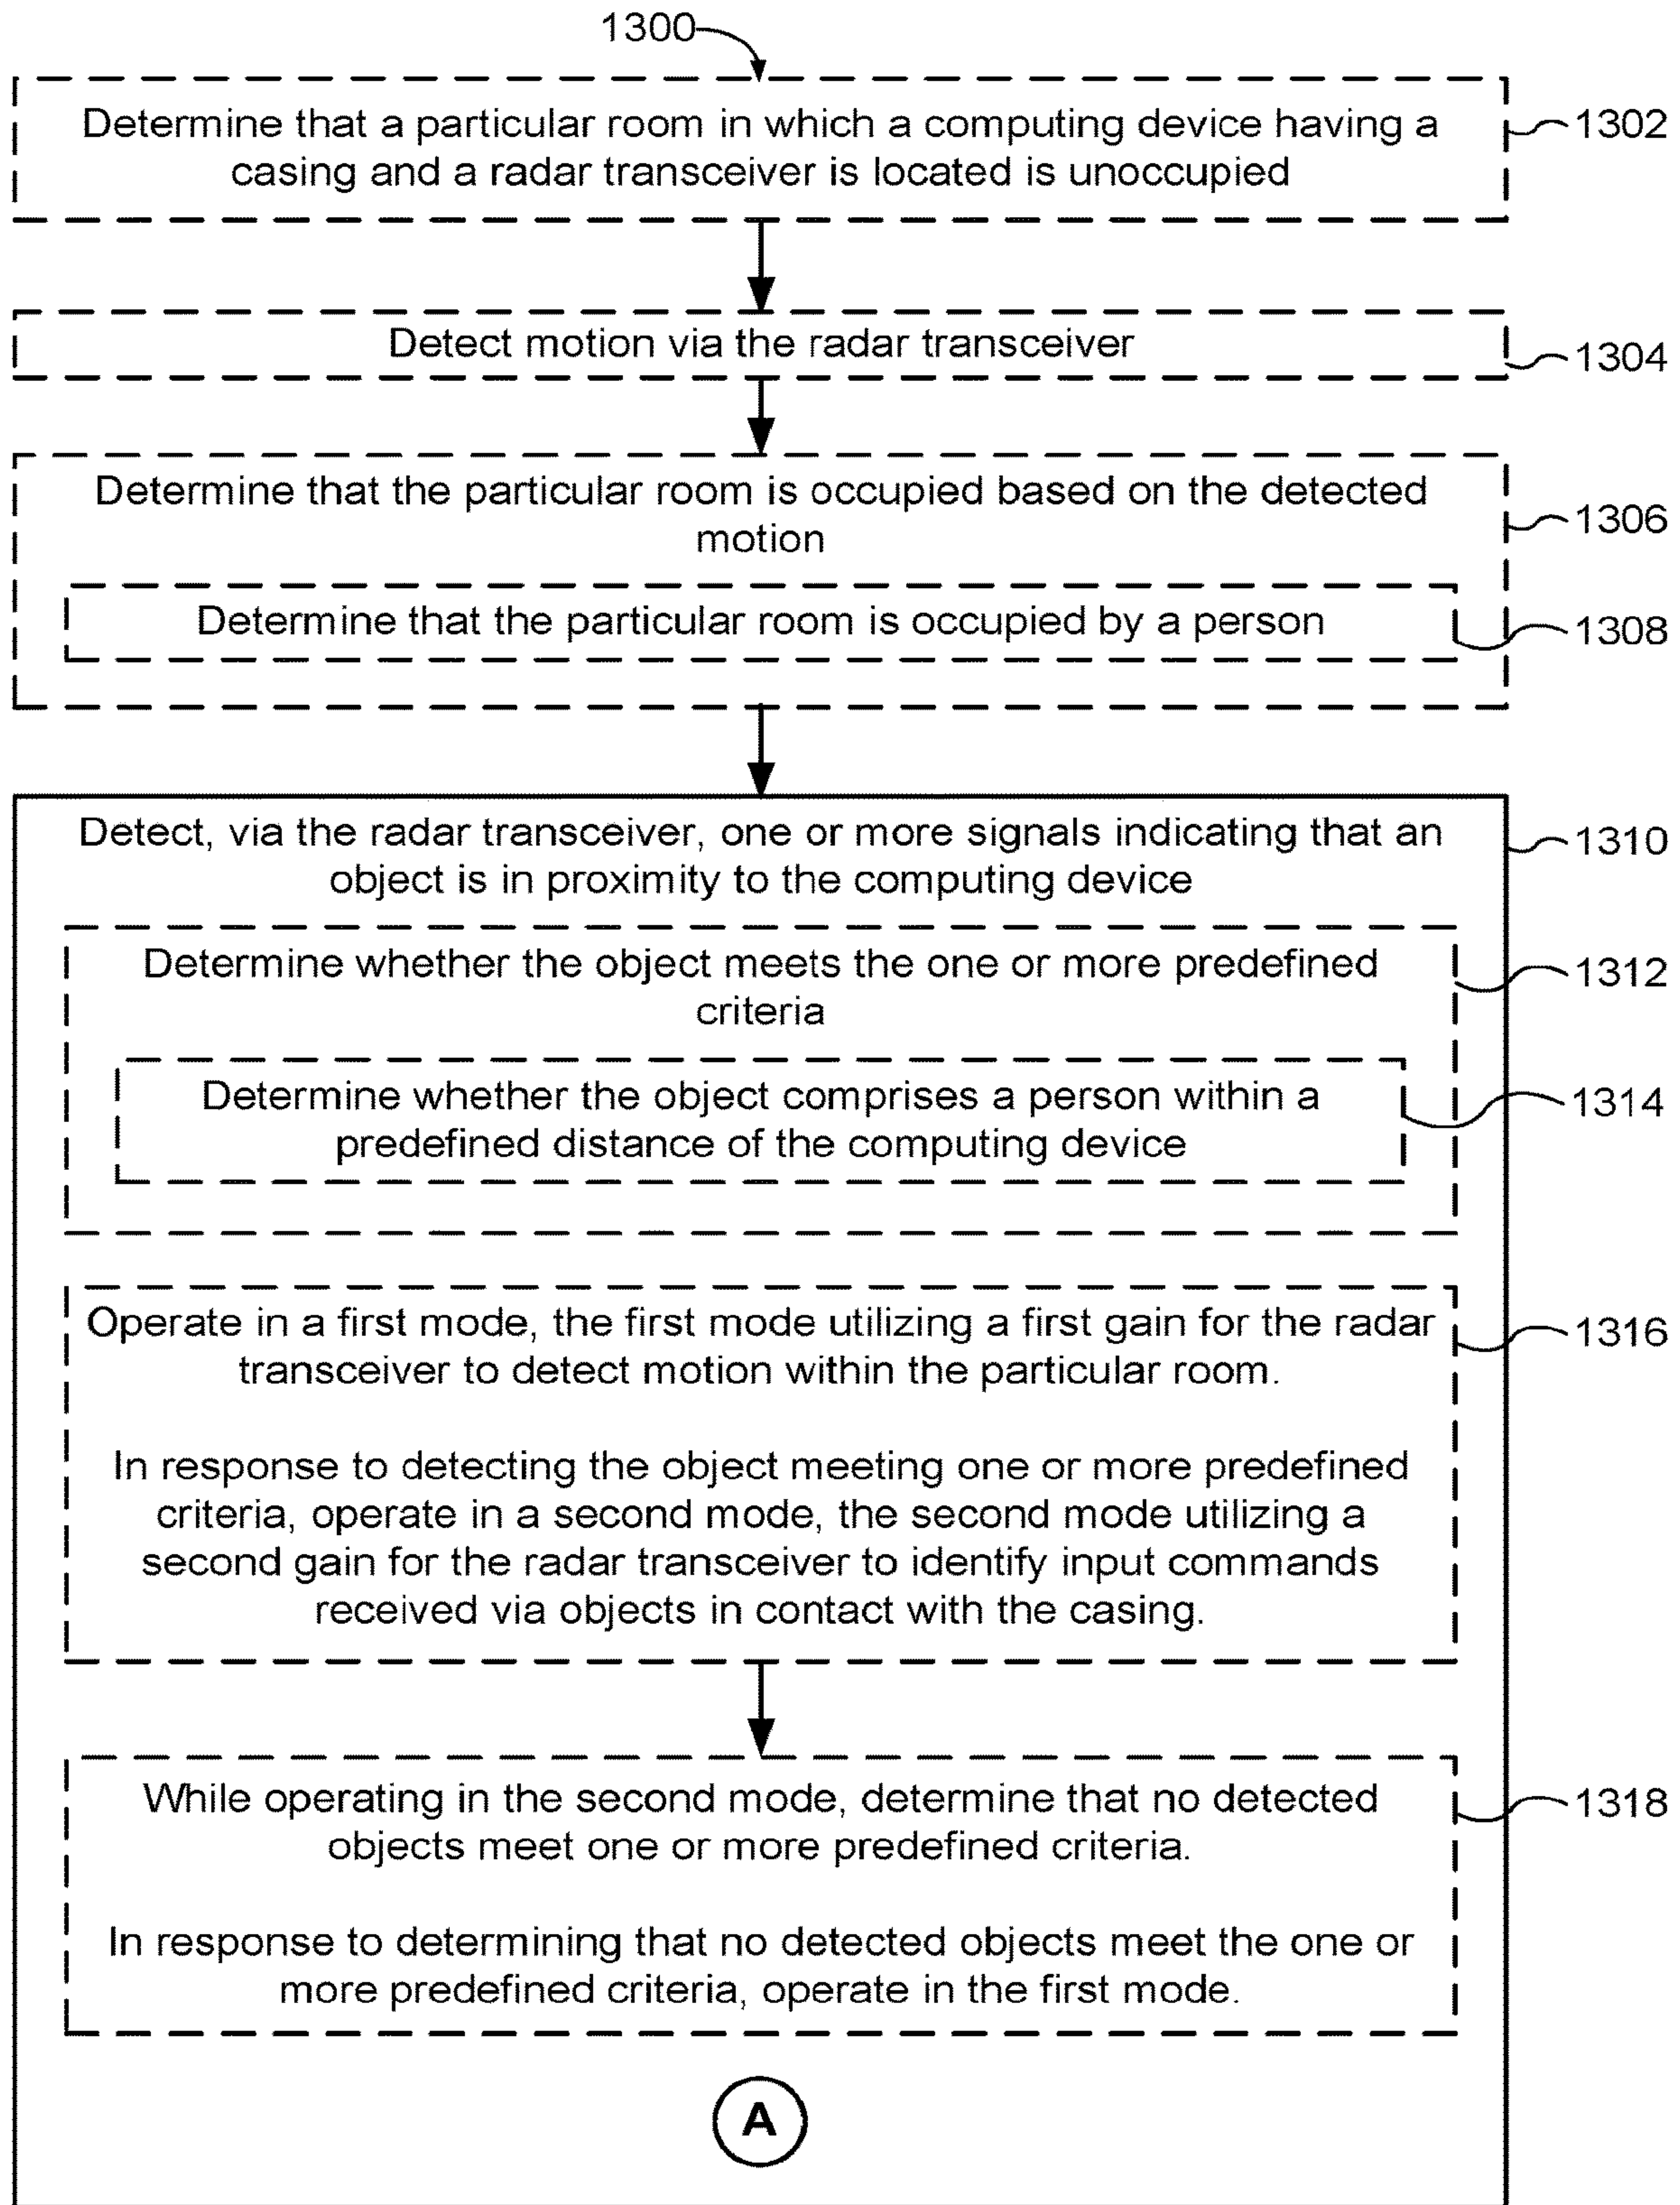 1300
Determine that a particular room in which a computing device having a
casing and a radar transceiver is located is unoccupied
1302
Detect motion via the radar transceiver
1304
Determine that the particular room is occupied based on the detected
motion
1306
Determine that the particular room is occupied by a person
1308
Detect, via the radar transceiver, one or more signals indicating that an
object is in proximity to the computing device
1310
Determine whether the object meets the one or more predefined
criteria
1312
Determine whether the object comprises a person within a
predefined distance of the computing device
1314
Operate in a first mode, the first mode utilizing a first gain for the radar
transceiver to detect motion within the particular room.
1316
In response to detecting the object meeting one or more predefined
criteria, operate in a second mode, the second mode utilizing a
second gain for the radar transceiver to identify input commands
received via objects in contact with the casing.
While operating in the second mode, determine that no detected
objects meet one or more predefined criteria.
1318
In response to determining that no detected objects meet the one or
more predefined criteria, operate in the first mode.
A